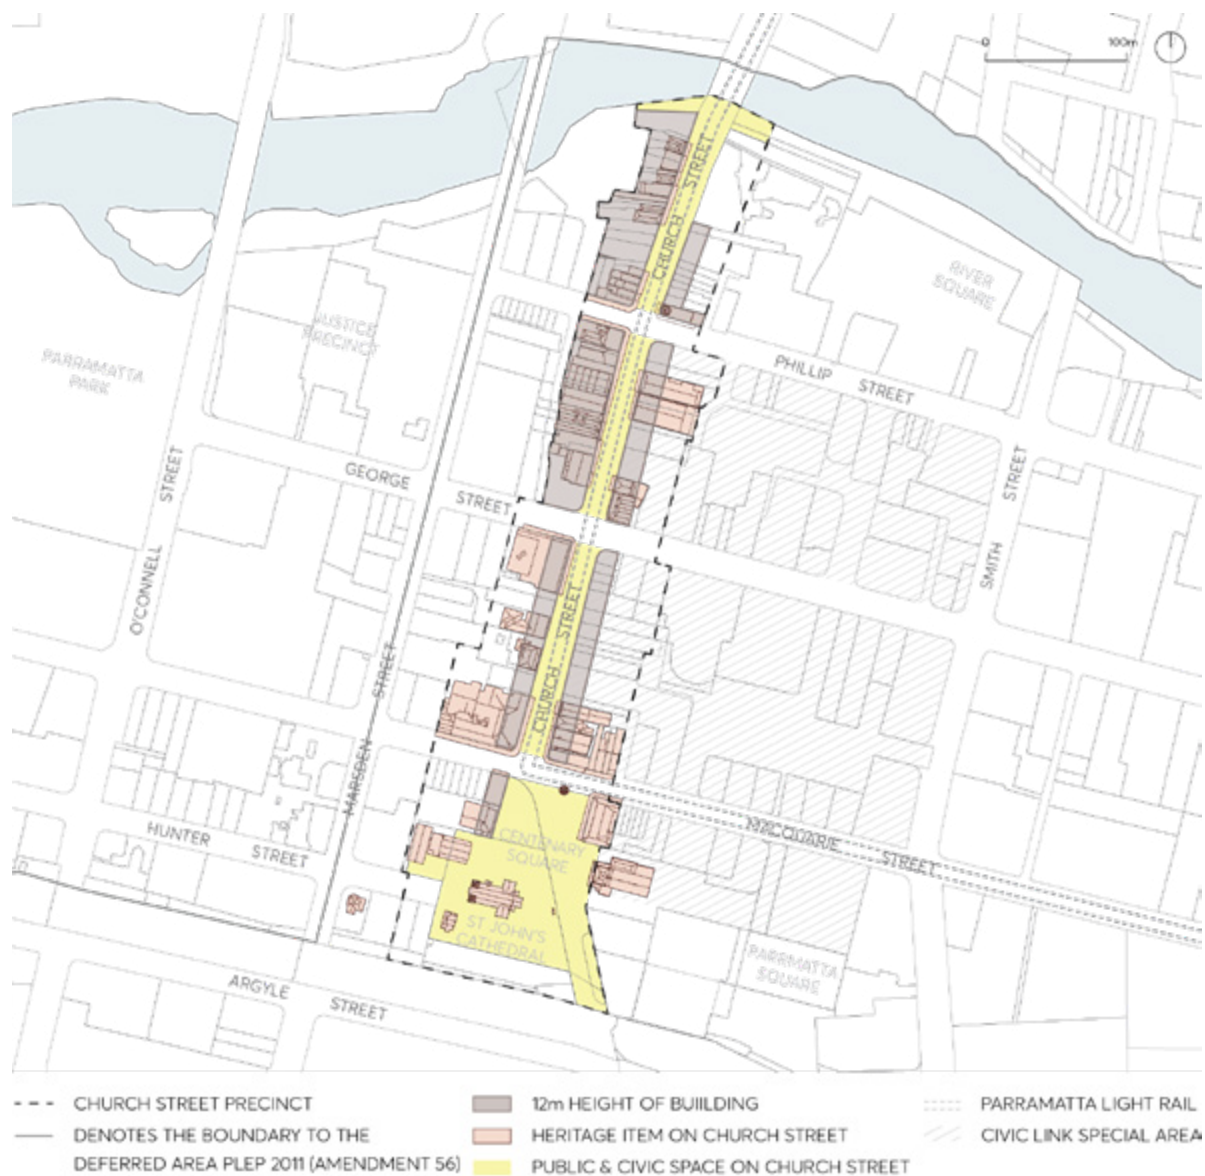 0 100m
CHURCH STREET
RIVER
SQUARE
JUSTICE
PRECINCT
PARRAMATTA
PARK
PHILLIP STREET
GEORGE STREET
O'CONNELL STREET
SMITH STREET
CHURCH STREET
MARSDEN STREET
HUNTER STREET
MACQUARIE STREET
CENTENARY
SQUARE
ST JOHN'S
CATHEDRAL
PARRMATTA
SQUARE
ARGYLE STREET
CHURCH STREET PRECINCT
DENOTES THE BOUNDARY TO THE
DEFERRED AREA PLEP 2011 (AMENDMENT 56)
12m HEIGHT OF BUIILDING
HERITAGE ITEM ON CHURCH STREET
PUBLIC & CIVIC SPACE ON CHURCH STREET
PARRAMATTA LIGHT RAIL
CIVIC LINK SPECIAL AREA